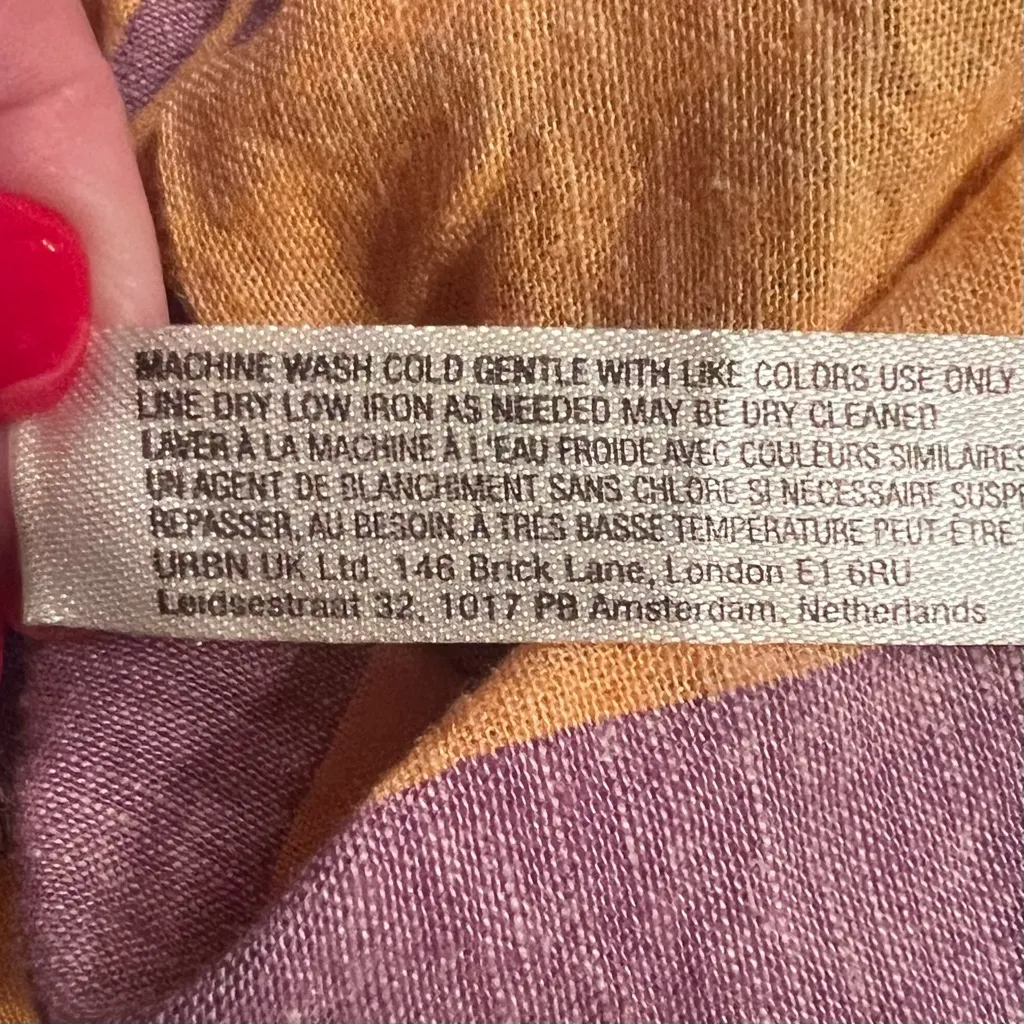 MACHINE WASH COLD GENTLE WITH LIKE COLORS USE ONLY
LINE DRY LOW IRON AS NEEDED MAY BE DRY CLEANED
LAVER À LA MACHINE À L'EAU FROIDE AVEC COULEURS SIMILAIRES
UN AGENT DE BLANCHIMENT SANS CHLORE SI NÉCESSAIRE SUSP
REPASSER, AU BESOIN, À TRÈS BASSE TEMPÉRATURE PEUT-ÊTRE
URBN UK Ltd. 146 Brick Lane, London E1 6RU
Leidsestraat 32, 1017 PB Amsterdam, Netherlands